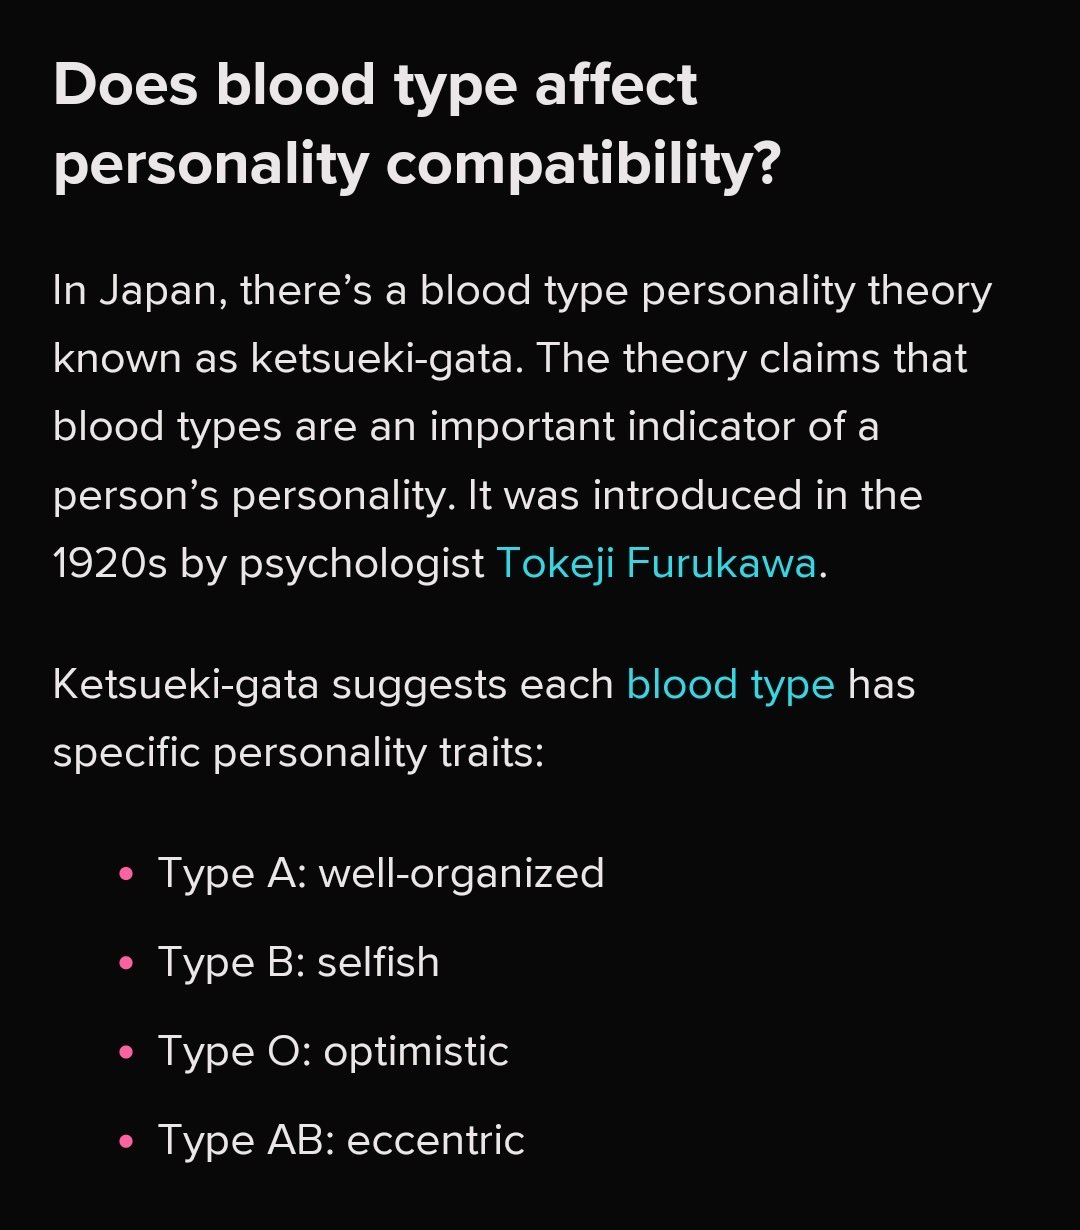 Does blood type affect
personality compatibility?
In Japan, there’s a blood type personality theory
known as ketsueki-gata. The theory claims that
blood types are an important indicator of a
person’s personality. It was introduced in the
1920s by psychologist Tokeji Furukawa.
Ketsueki-gata suggests each blood type has
specific personality traits:
• Type A: well-organized
• Type B: selfish
• Type O: optimistic
• Type AB: eccentric